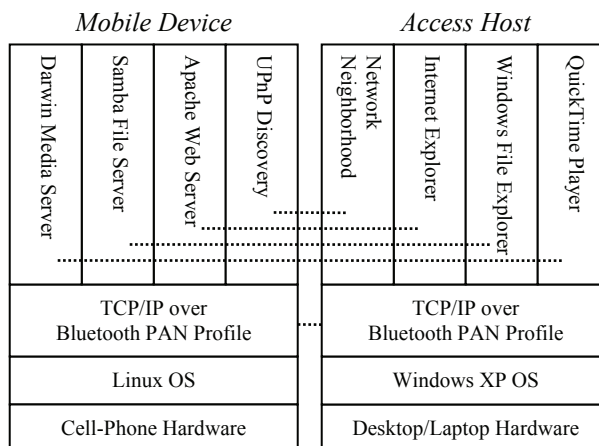 Mobile Device
Darwin Media Server
Samba File Server
Apache Web Server
UPnP Discovery
TCP/IP over
Bluetooth PAN Profile
Linux OS
Cell-Phone Hardware
Access Host
Network
Neighborhood
Internet Explorer
Windows File Explorer
QuickTime Player
TCP/IP over
Bluetooth PAN Profile
Windows XP OS
Desktop/Laptop Hardware